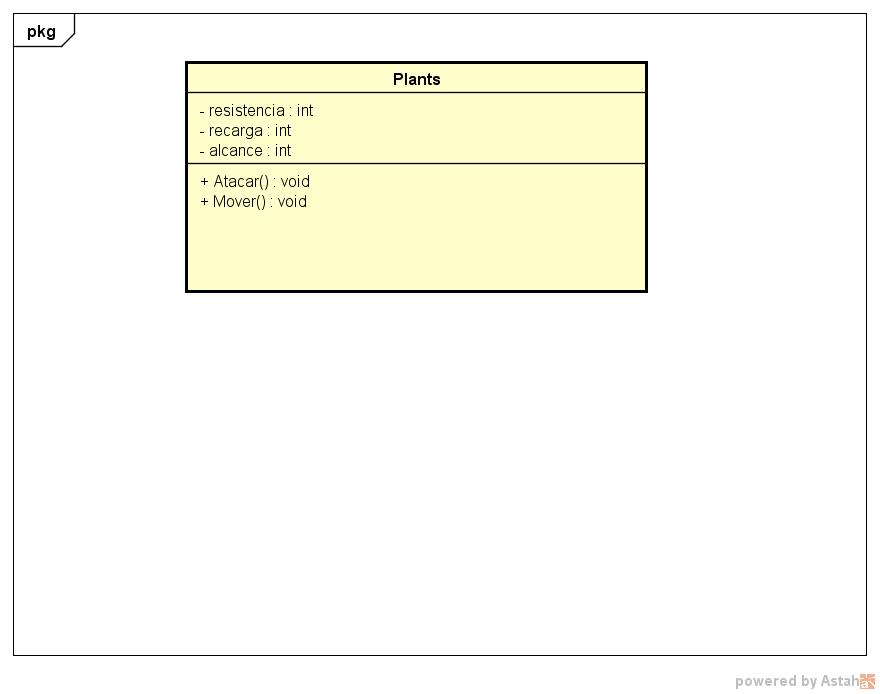 pkg
Plants
- resistencia : int
- recarga : int
- alcance : int
+ Atacar() : void
+ Mover() : void
powered by Astah